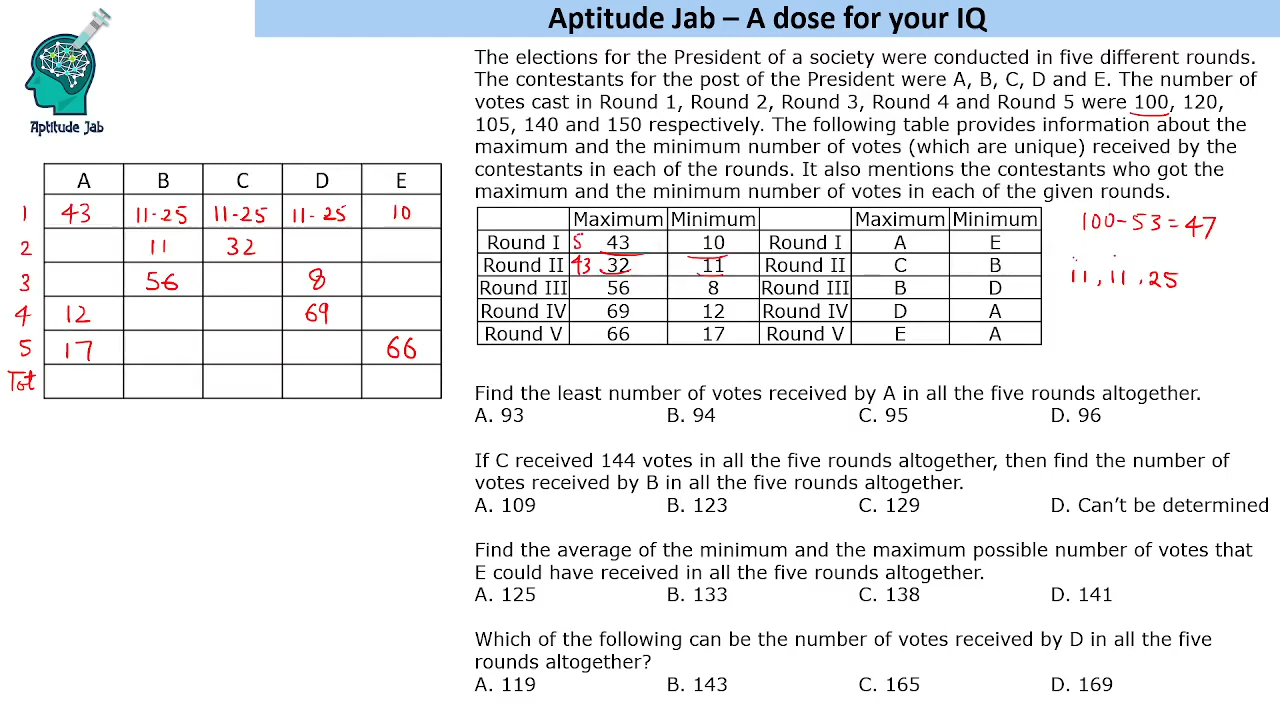 Aptitude Jab – A dose for your IQ
Aptitude Jab
The elections for the President of a society were conducted in five different rounds.
The contestants for the post of the President were A, B, C, D and E. The number of
votes cast in Round 1, Round 2, Round 3, Round 4 and Round 5 were 100, 120,
105, 140 and 150 respectively. The following table provides information about the
maximum and the minimum number of votes (which are unique) received by the
contestants in each of the rounds. It also mentions the contestants who got the
maximum and the minimum number of votes in each of the given rounds.
A B C D E
1 43 11-25 11-25 11-25 10
2 11 32
3 56 8
4 12 69
5 17 66
Tot
Maximum Minimum Maximum Minimum
Round I 5 43 10 Round I A E
Round II 43 32 11 Round II C B
Round III 56 8 Round III B D
Round IV 69 12 Round IV D A
Round V 66 17 Round V E A
100-53=47
11, 11, 25
Find the least number of votes received by A in all the five rounds altogether.
A. 93 B. 94 C. 95 D. 96
If C received 144 votes in all the five rounds altogether, then find the number of
votes received by B in all the five rounds altogether.
A. 109 B. 123 C. 129 D. Can't be determined
Find the average of the minimum and the maximum possible number of votes that
E could have received in all the five rounds altogether.
A. 125 B. 133 C. 138 D. 141
Which of the following can be the number of votes received by D in all the five
rounds altogether?
A. 119 B. 143 C. 165 D. 169